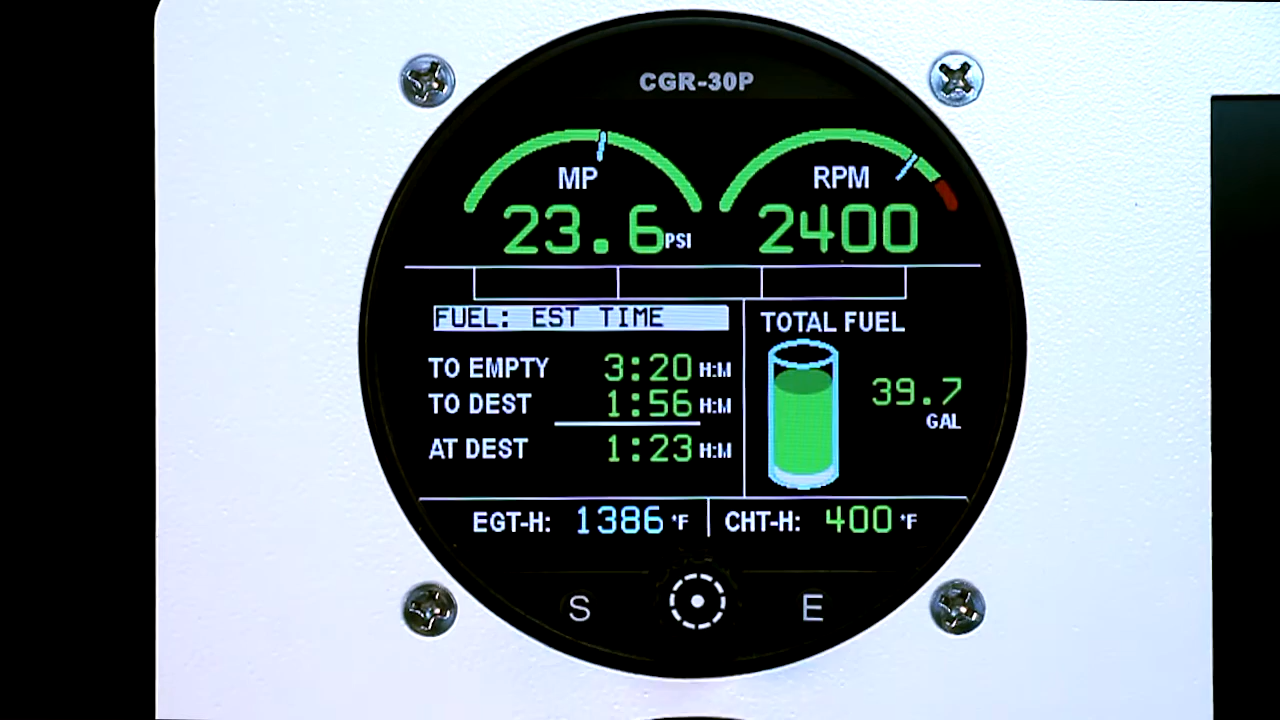 CGR-30P
MP RPM
23.6 PSI 2400
FUEL: EST TIME
TOTAL FUEL
TO EMPTY 3:20 H:M
TO DEST 1:56 H:M
39.7
GAL
AT DEST 1:23 H:M
EGT-H: 1386 °F CHT-H: 400 °F
S E